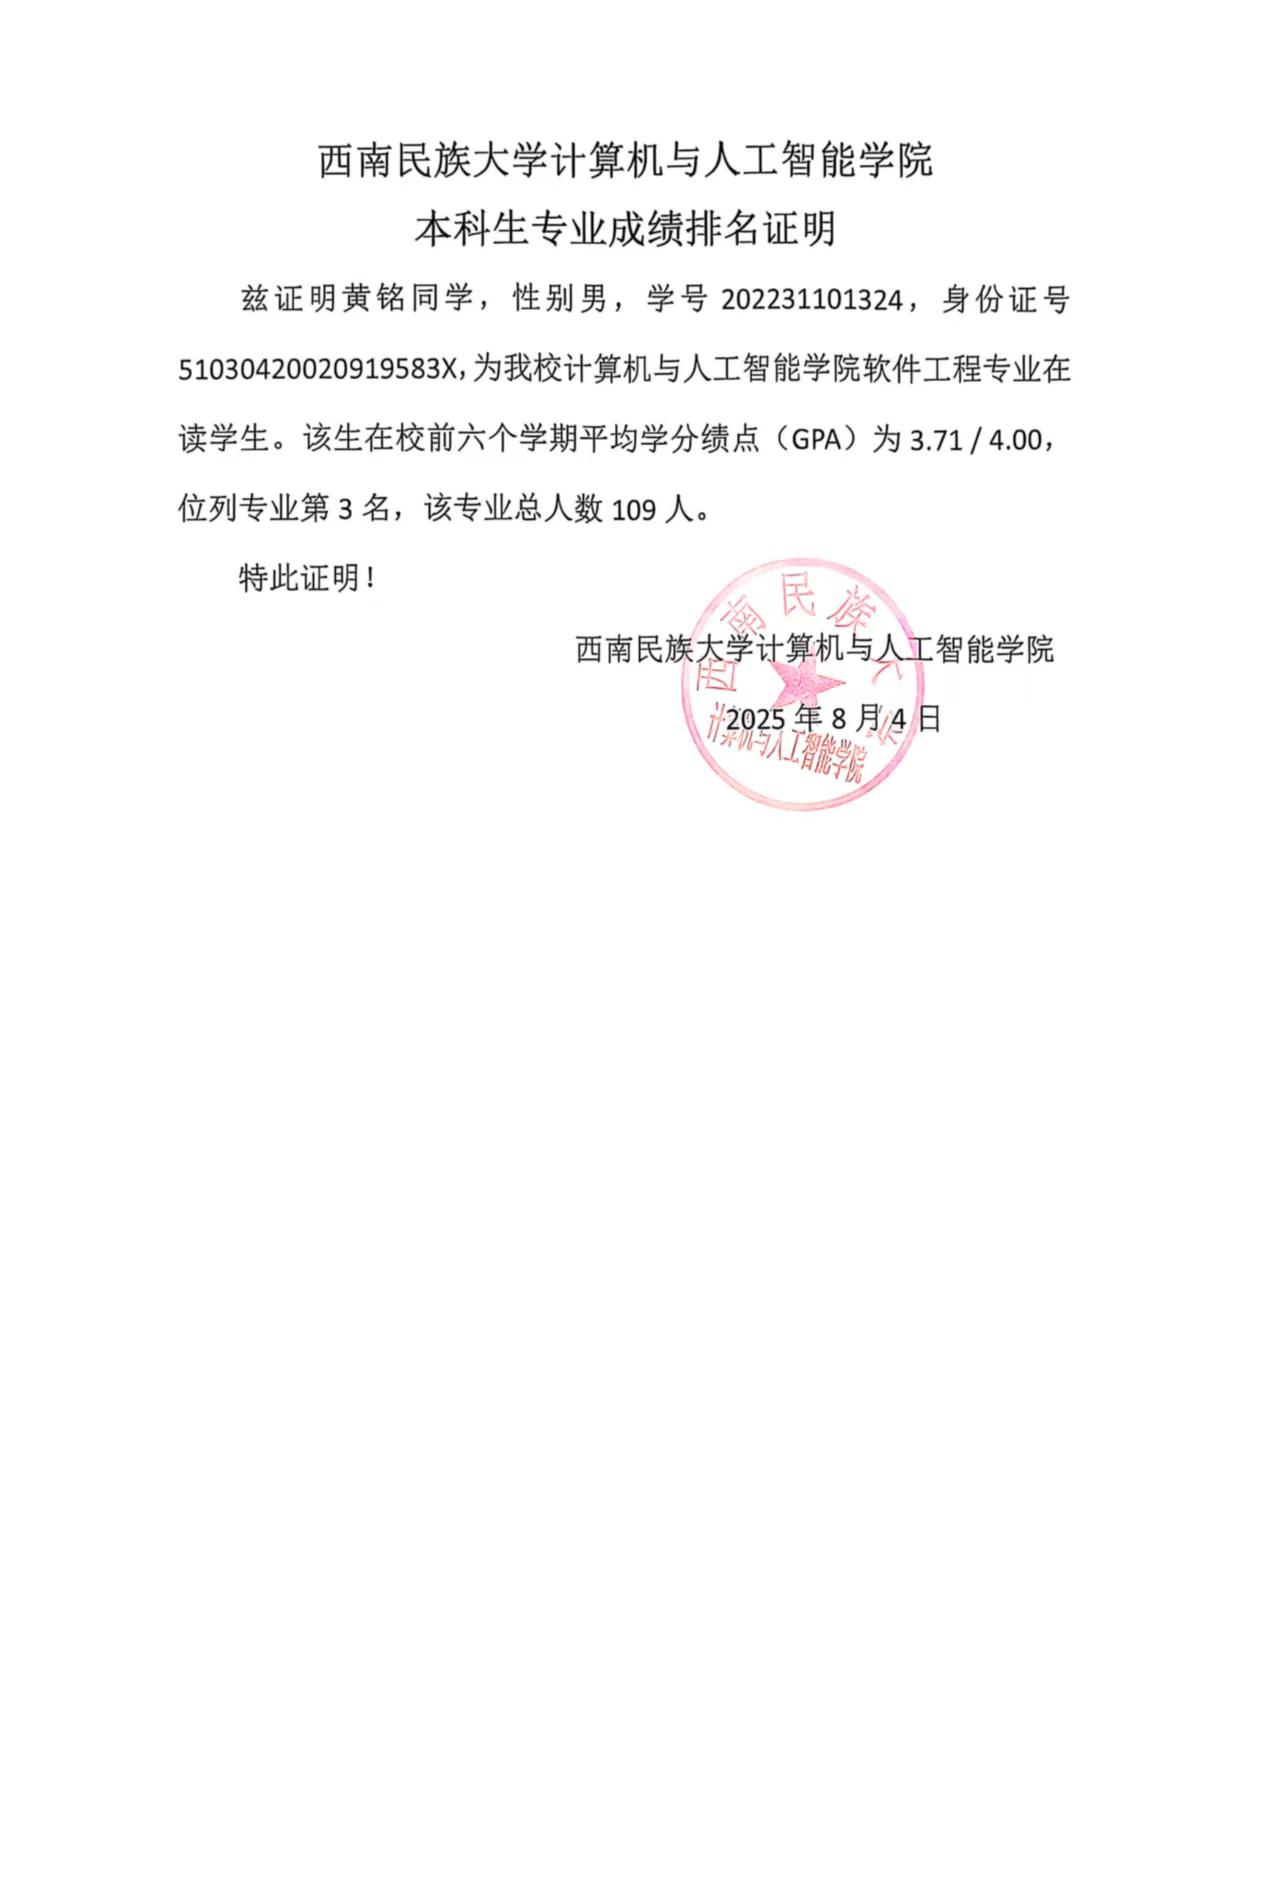 西南民族大学计算机与人工智能学院
本科生专业成绩排名证明
兹证明黄铭同学，性别男，学号 202231101324，身份证号
51030420020919583X，为我校计算机与人工智能学院软件工程专业在
读学生。该生在校前六个学期平均学分绩点（GPA）为 3.71 / 4.00，
位列专业第 3 名，该专业总人数 109 人。
特此证明！
西南民族大学计算机与人工智能学院
2025 年 8 月 4 日
西南民族大学
计算机与人工智能学院